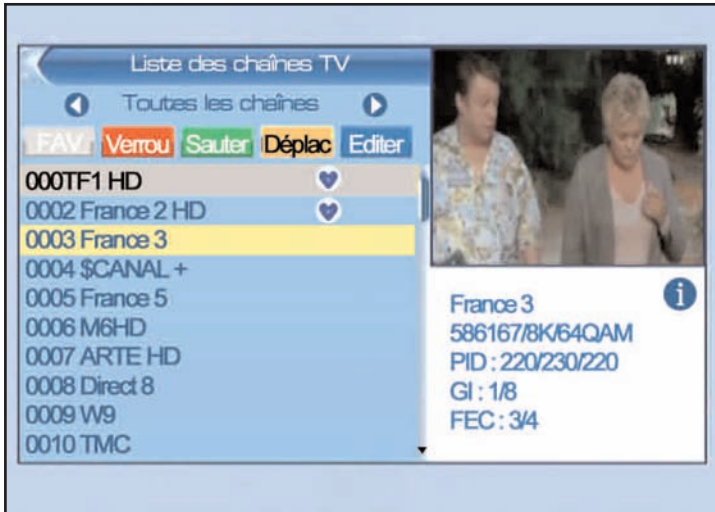 Liste des chaînes TV
Toutes les chaînes
FAV Verrou Sauter Déplac Editer
000TF1 HD
0002 France 2 HD
0003 France 3
0004 $CANAL +
0005 France 5
0006 M6HD
0007 ARTE HD
0008 Direct 8
0009 W9
0010 TMC
i
France 3
586167/8K/64QAM
PID : 220/230/220
GI : 1/8
FEC : 3/4